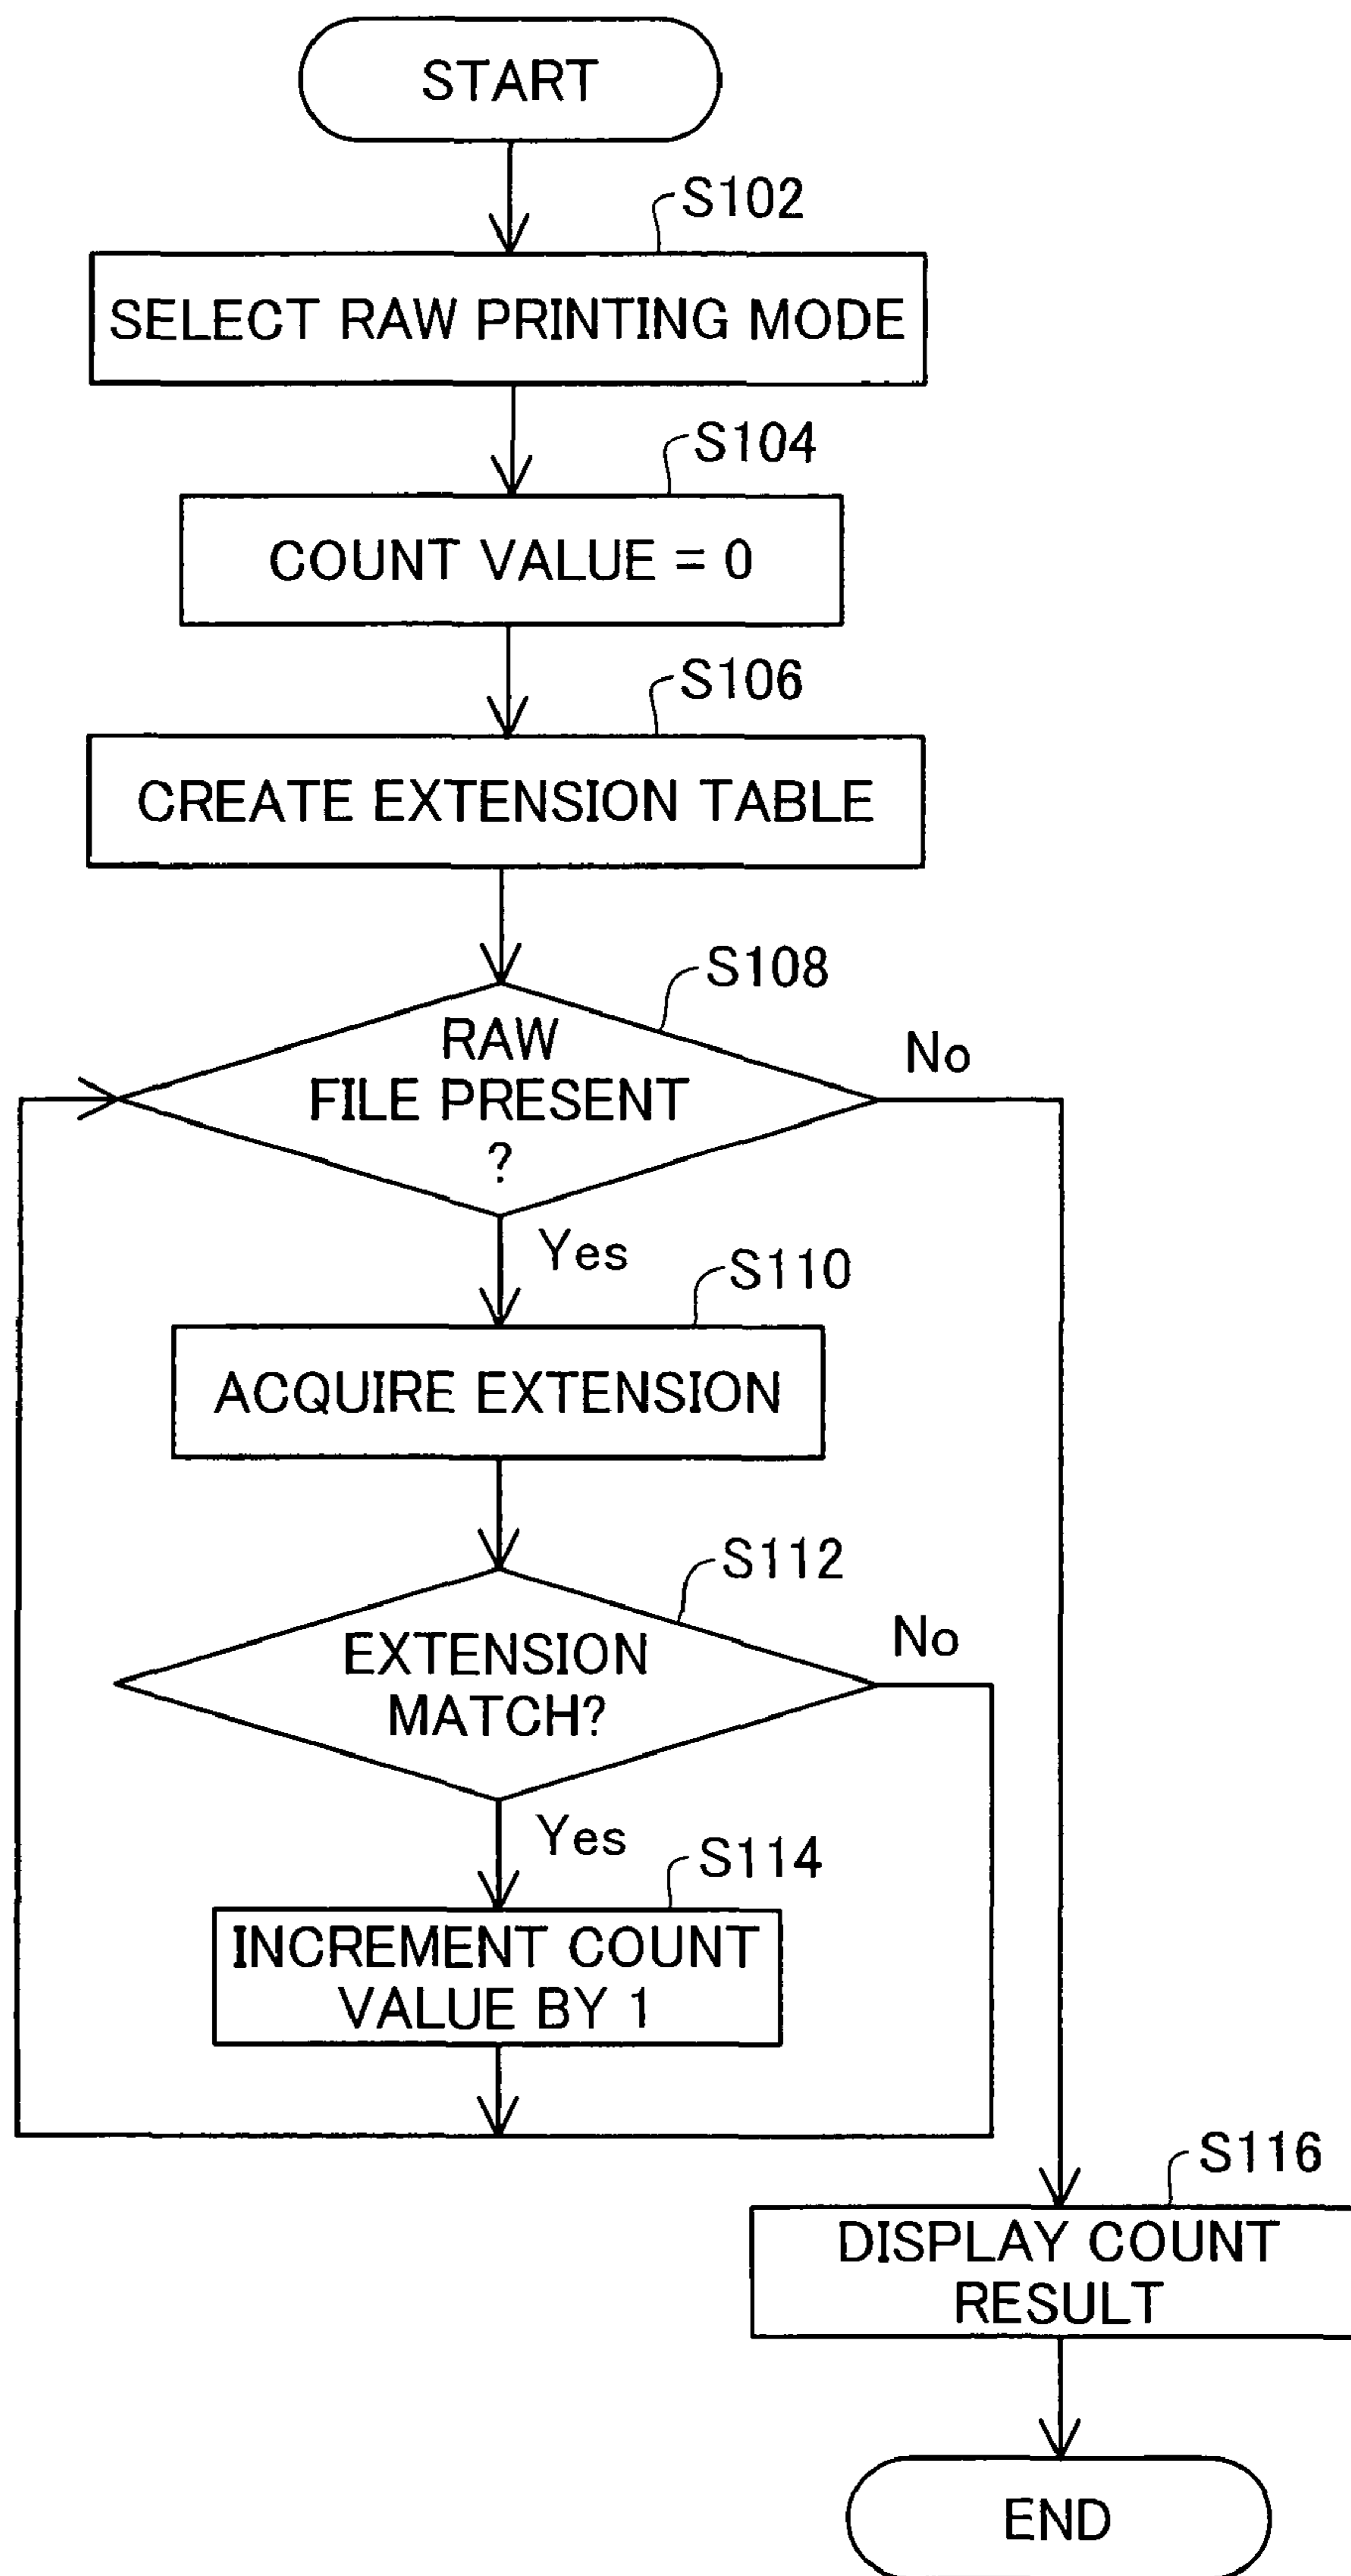 START
S102
SELECT RAW PRINTING MODE
S104
COUNT VALUE = 0
S106
CREATE EXTENSION TABLE
S108
RAW
FILE PRESENT
?
No
Yes
S110
ACQUIRE EXTENSION
S112
EXTENSION
MATCH?
No
Yes
S114
INCREMENT COUNT
VALUE BY 1
S116
DISPLAY COUNT
RESULT
END